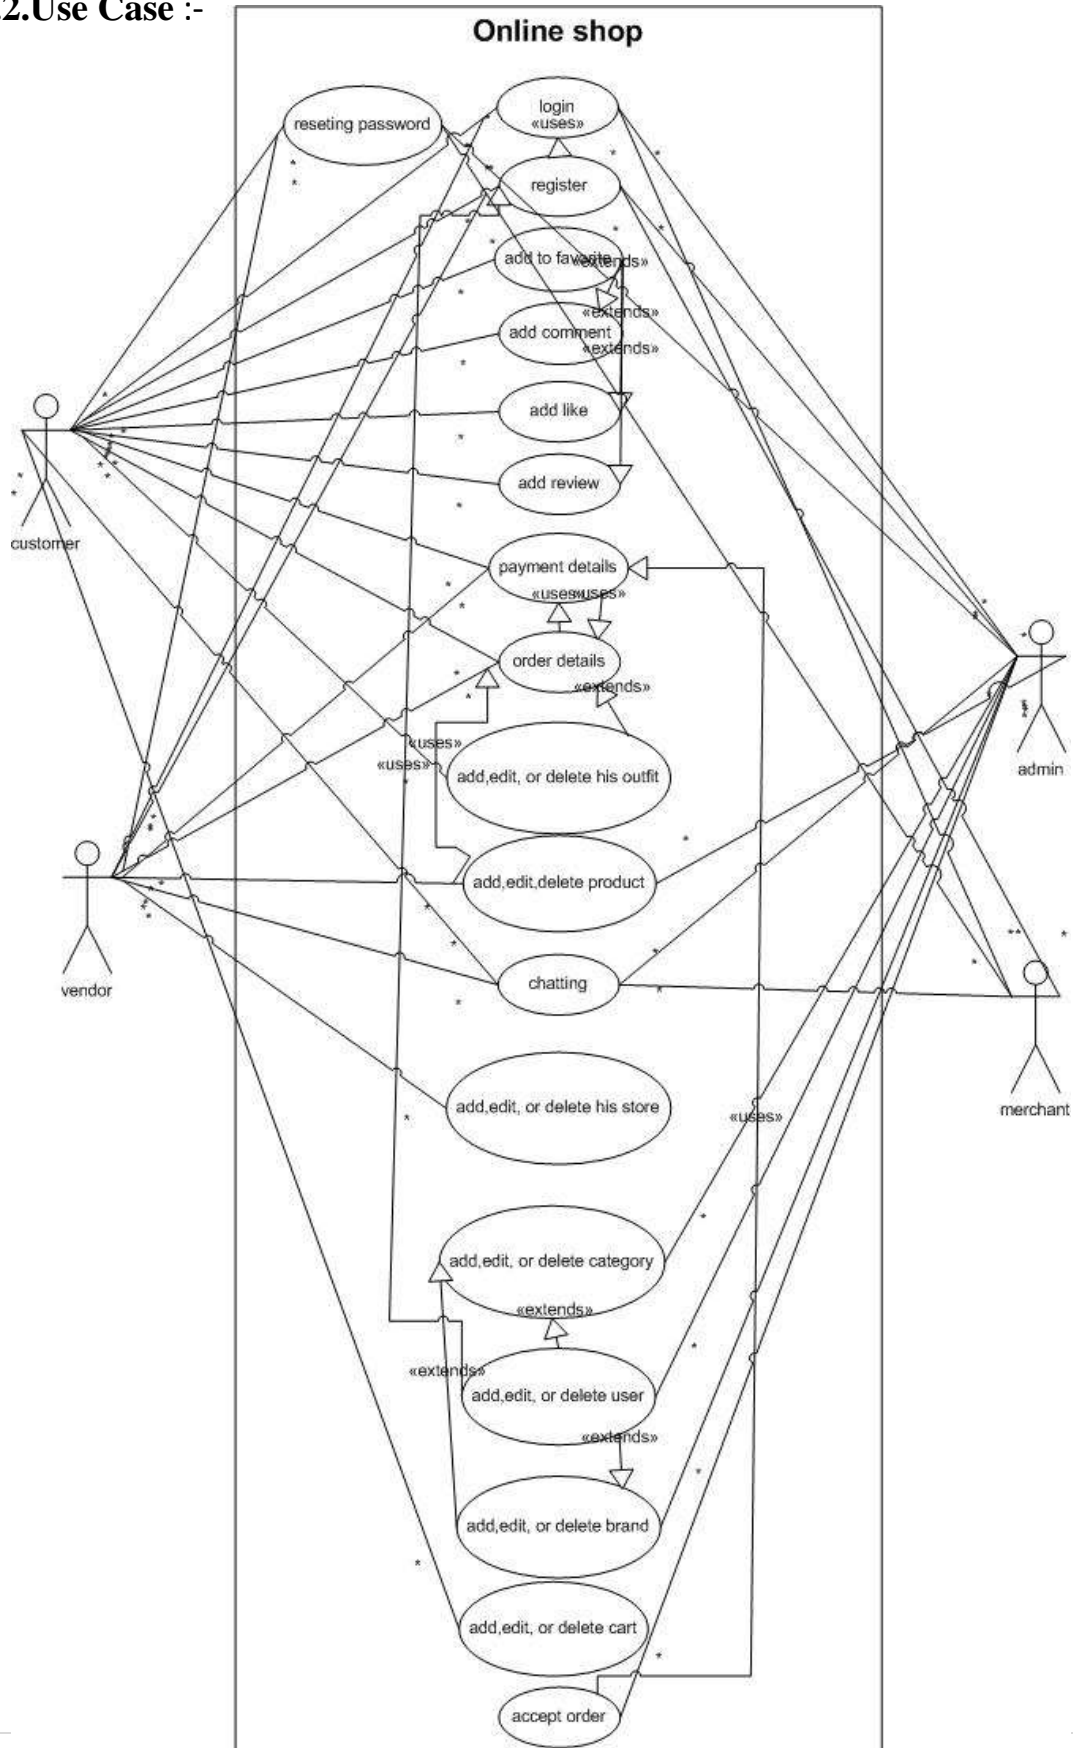 .2.Use Case :-
Online shop
login
«uses»
reseting password
register
add to favorite
«extends»
«extends»
add comment
«extends»
add like
add review
customer
payment details
«uses»
«uses»
order details
«extends»
«uses»
«uses»
add,edit, or delete his outfit
admin
add,edit,delete product
chatting
vendor
add,edit, or delete his store
merchant
«uses»
add,edit, or delete category
«extends»
«extends»
add,edit, or delete user
«extends»
add,edit, or delete brand
add,edit, or delete cart
accept order